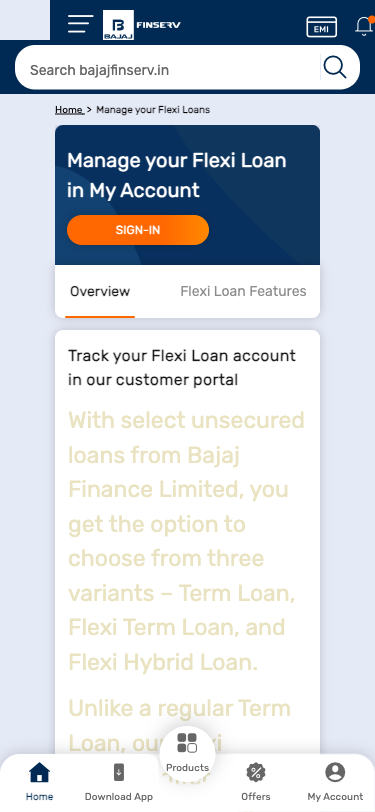 BAJAJ FINSERV
EMI
Search bajajfinserv.in
Home > Manage your Flexi Loans
Manage your Flexi Loan
in My Account
SIGN-IN
Overview Flexi Loan Features
Track your Flexi Loan account
in our customer portal
With select unsecured
loans from Bajaj
Finance Limited, you
get the option to
choose from three
variants – Term Loan,
Flexi Term Loan, and
Flexi Hybrid Loan.
Unlike a regular Term
Loan, our
Products
Home Download App Offers My Account